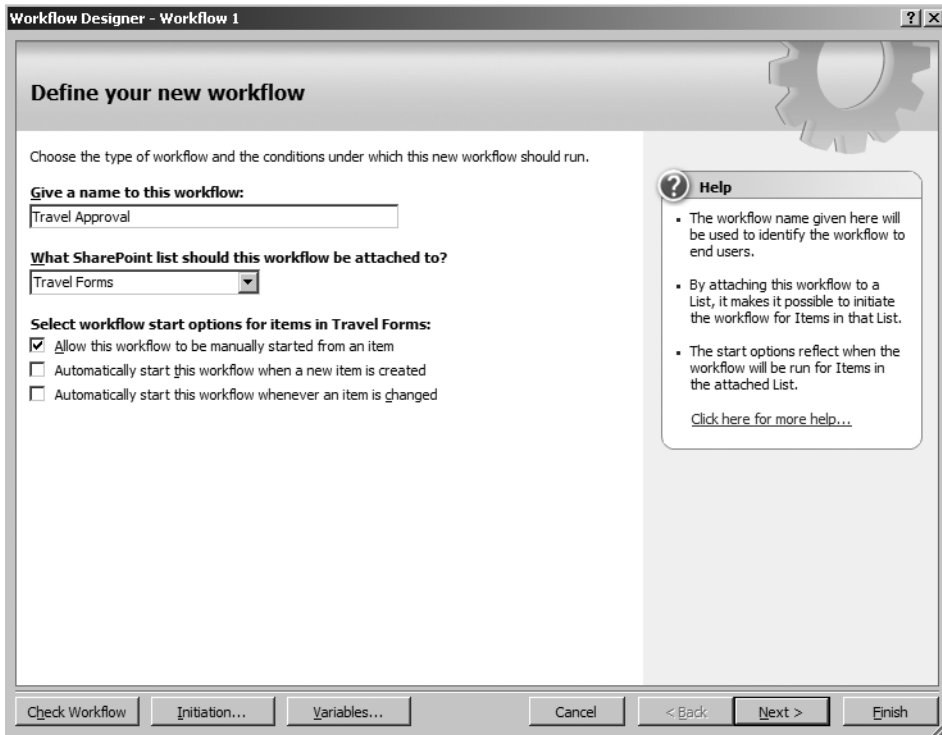 Workflow Designer - Workflow 1
Define your new workflow
Choose the type of workflow and the conditions under which this new workflow should run.
Give a name to this workflow:
Travel Approval
What SharePoint list should this workflow be attached to?
Travel Forms
Select workflow start options for items in Travel Forms:
Allow this workflow to be manually started from an item
Automatically start this workflow when a new item is created
Automatically start this workflow whenever an item is changed
? Help
▪ The workflow name given here will
be used to identify the workflow to
end users.
▪ By attaching this workflow to a
List, it makes it possible to initiate
the workflow for Items in that List.
▪ The start options reflect when the
workflow will be run for Items in
the attached List.
Click here for more help...
Check Workflow Initiation... Variables... Cancel < Back Next > Finish